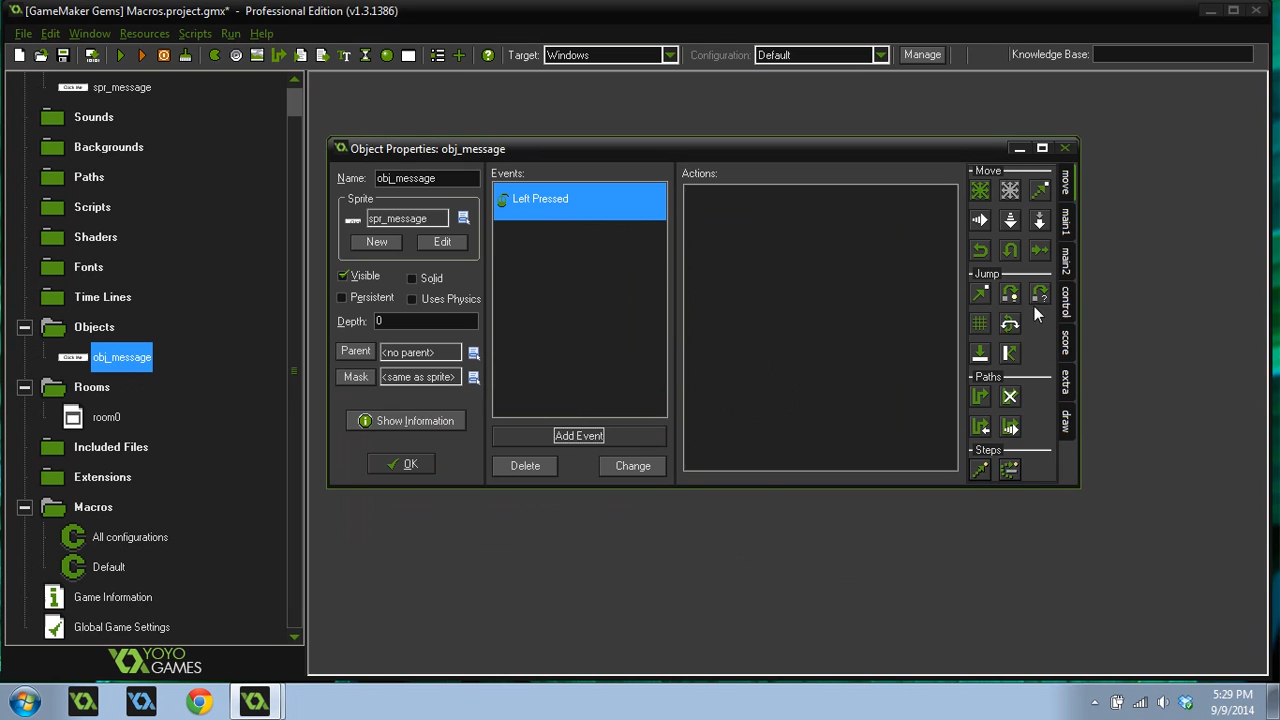 [GameMaker Gems] Macros.project.gmx* - Professional Edition (v1.3.1386)
File Edit Window Resources Scripts Run Help
Target: Windows Configuration: Default Manage Knowledge Base:
Click Me spr_message
Sounds
Backgrounds
Paths
Scripts
Shaders
Fonts
Time Lines
Objects
Click Me obj_message
Rooms
room0
Included Files
Extensions
Macros
All configurations
Default
Game Information
Global Game Settings
YOYO
GAMES
Object Properties: obj_message
Name: obj_message
Sprite
spr_message
New Edit
Visible Solid
Persistent Uses Physics
Depth: 0
Parent <no parent>
Mask <same as sprite>
Show Information
OK
Events:
Left Pressed
Add Event
Delete Change
Actions:
Move
Jump
Paths
Steps
move
main1
main2
control
score
extra
draw
5:29 PM
9/9/2014